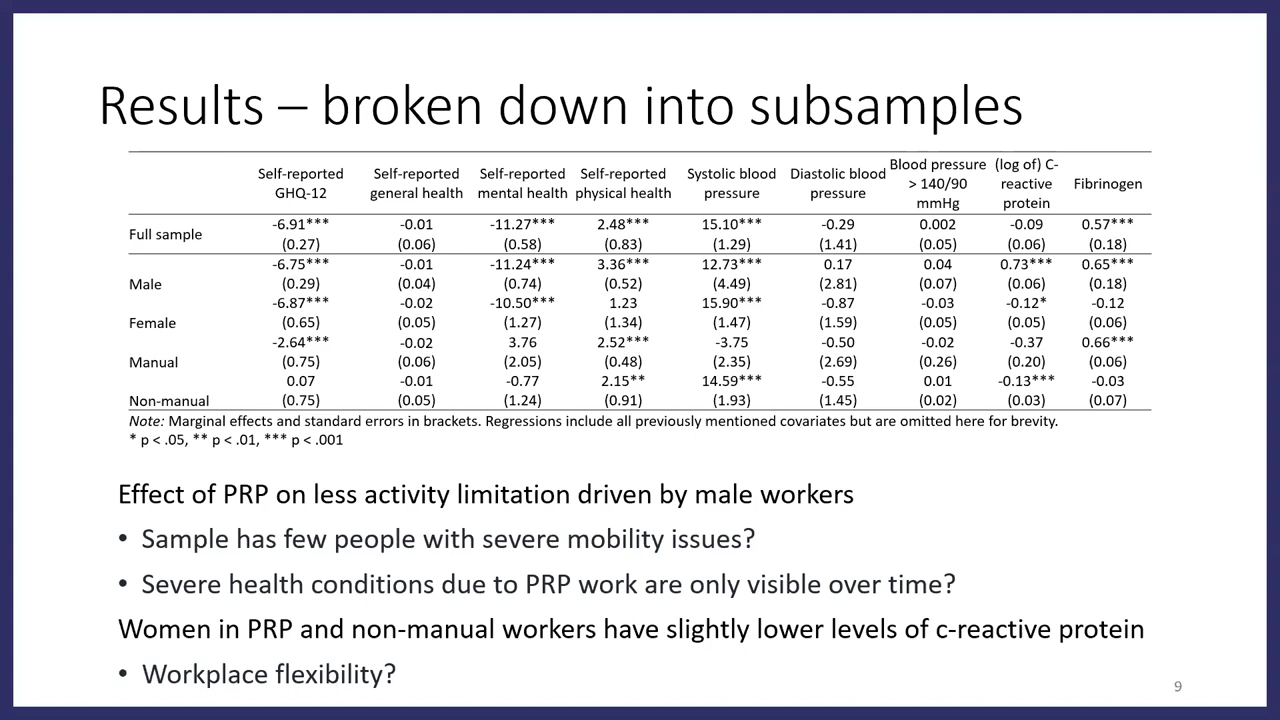 Results – broken down into subsamples
Self-reported GHQ-12 Self-reported general health Self-reported mental health Self-reported physical health Systolic blood pressure Diastolic blood pressure Blood pressure > 140/90 mmHg (log of) C-reactive protein Fibrinogen
Full sample -6.91*** -0.01 -11.27*** 2.48*** 15.10*** -0.29 0.002 -0.09 0.57***
(0.27) (0.06) (0.58) (0.83) (1.29) (1.41) (0.05) (0.06) (0.18)
Male -6.75*** -0.01 -11.24*** 3.36*** 12.73*** 0.17 0.04 0.73*** 0.65***
(0.29) (0.04) (0.74) (0.52) (4.49) (2.81) (0.07) (0.06) (0.18)
Female -6.87*** -0.02 -10.50*** 1.23 15.90*** -0.87 -0.03 -0.12* -0.12
(0.65) (0.05) (1.27) (1.34) (1.47) (1.59) (0.05) (0.05) (0.06)
Manual -2.64*** -0.02 3.76 2.52*** -3.75 -0.50 -0.02 -0.37 0.66***
(0.75) (0.06) (2.05) (0.48) (2.35) (2.69) (0.26) (0.20) (0.06)
Non-manual 0.07 -0.01 -0.77 2.15** 14.59*** -0.55 0.01 -0.13*** -0.03
(0.75) (0.05) (1.24) (0.91) (1.93) (1.45) (0.02) (0.03) (0.07)
Note: Marginal effects and standard errors in brackets. Regressions include all previously mentioned covariates but are omitted here for brevity.
* p < .05, ** p < .01, *** p < .001
Effect of PRP on less activity limitation driven by male workers
• Sample has few people with severe mobility issues?
• Severe health conditions due to PRP work are only visible over time?
Women in PRP and non-manual workers have slightly lower levels of c-reactive protein
• Workplace flexibility?
9